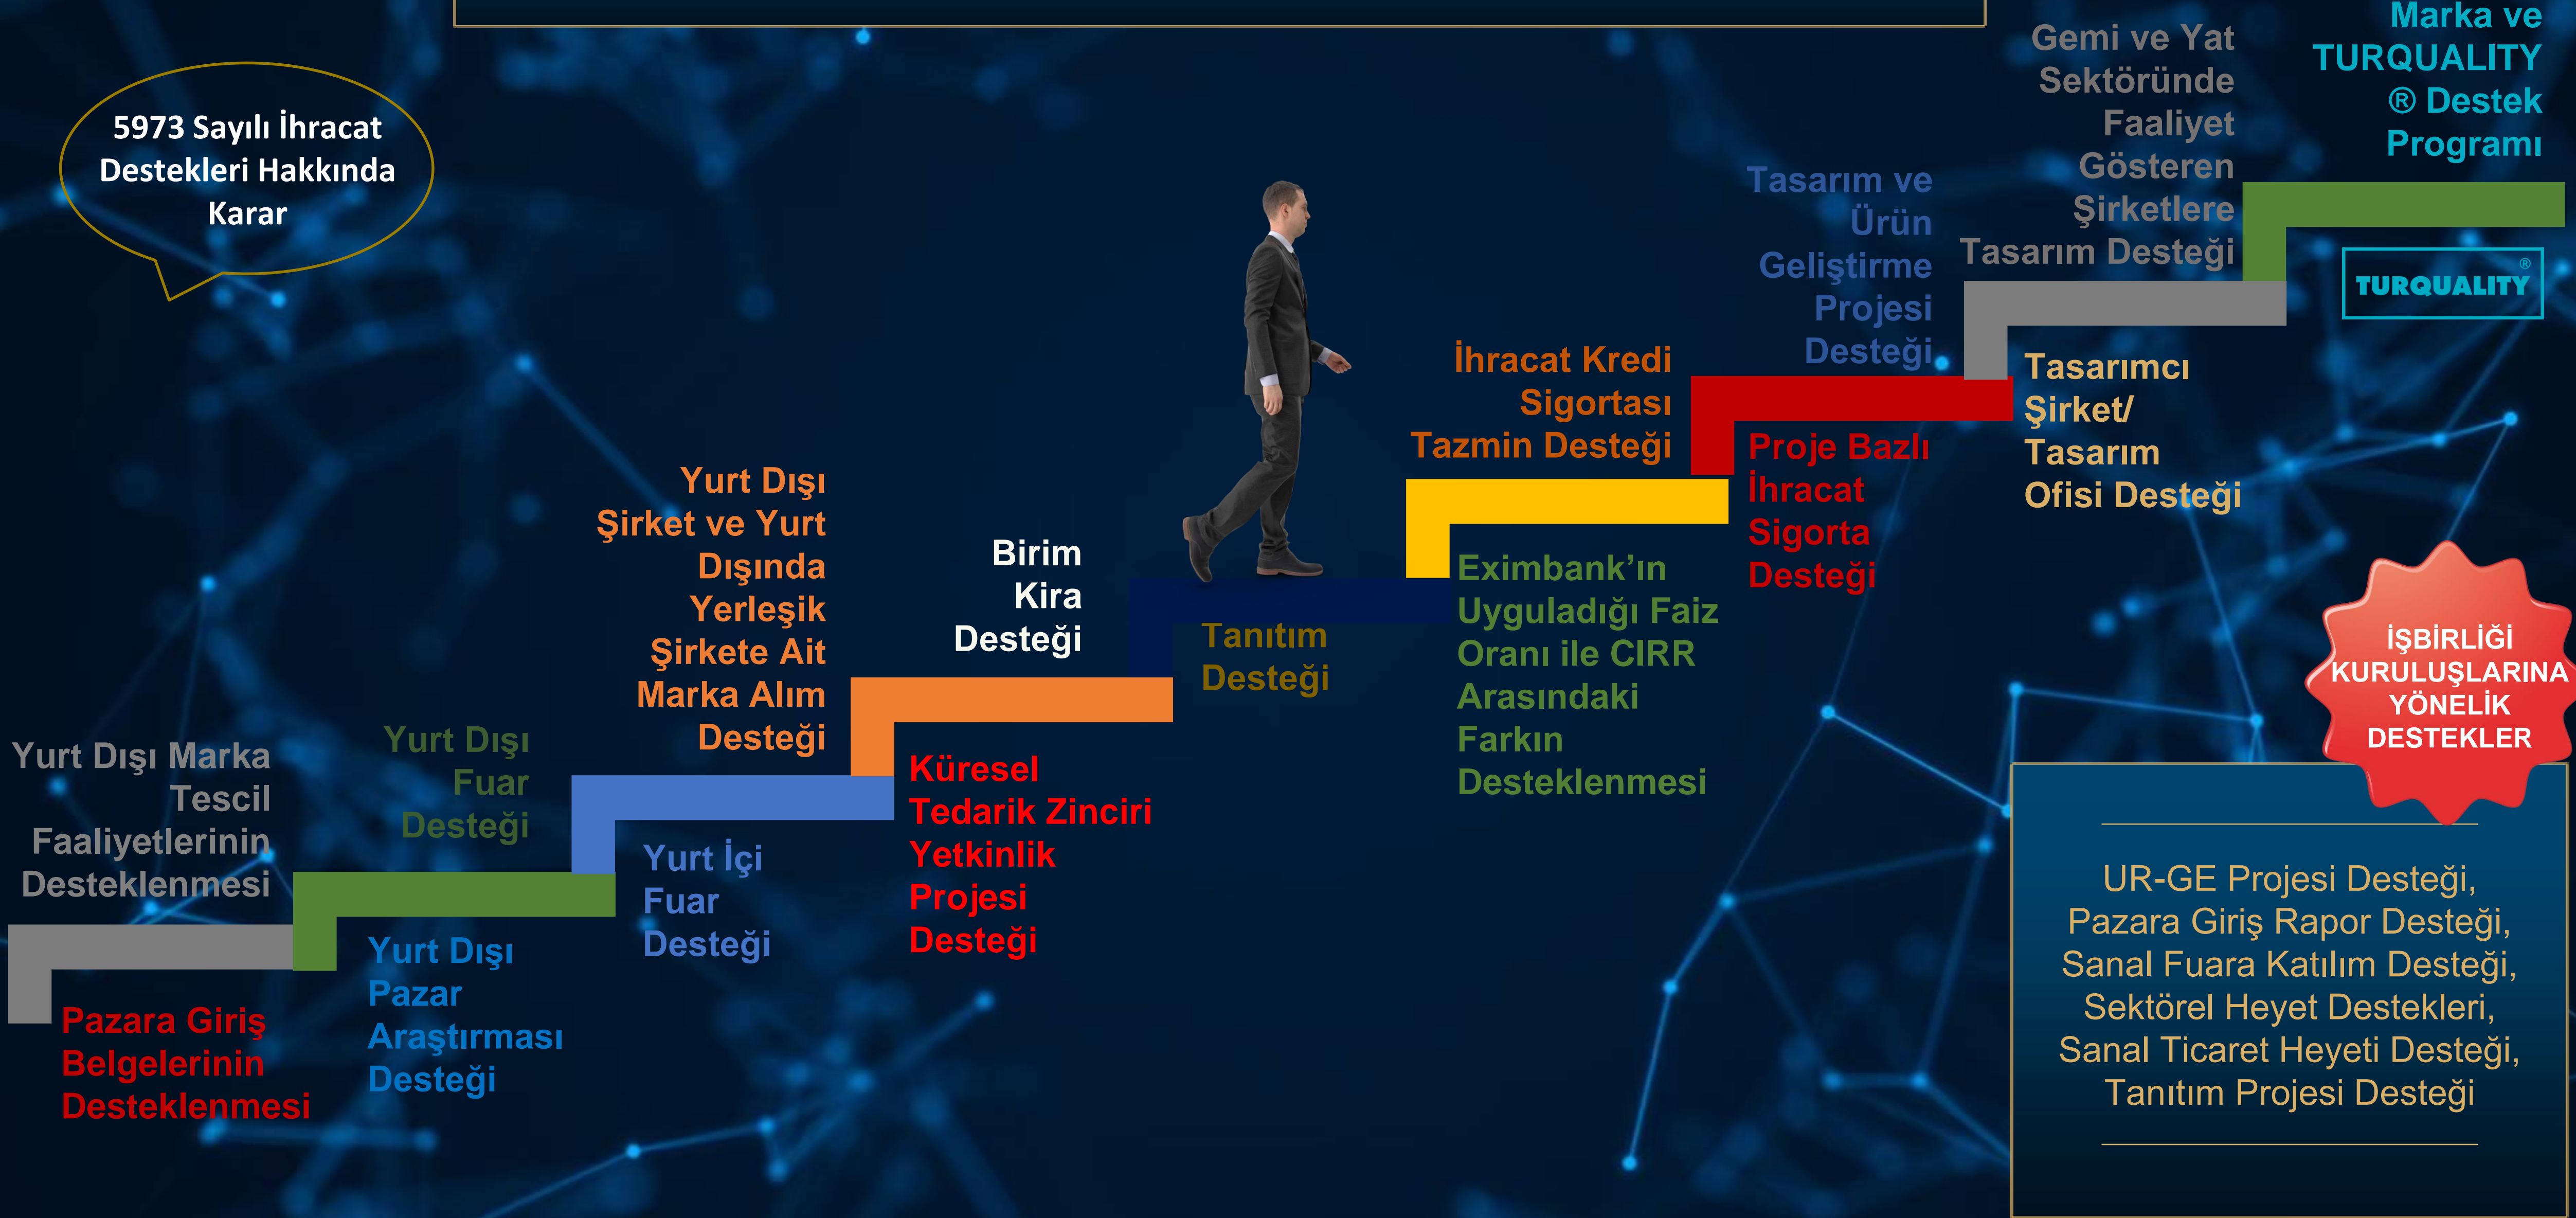 5973 Sayılı İhracat
Destekleri Hakkında
Karar
Yurt Dışı Marka
Tescil
Faaliyetlerinin
Desteklenmesi
Pazara Giriş
Belgelerinin
Desteklenmesi
Yurt Dışı
Fuar
Desteği
Yurt Dışı
Pazar
Araştırması
Desteği
Yurt Dışı
Şirket ve Yurt
Dışında
Yerleşik
Şirkete Ait
Marka Alım
Desteği
Yurt İçi
Fuar
Desteği
Birim
Kira
Desteği
Küresel
Tedarik Zinciri
Yetkinlik
Projesi
Desteği
Tanıtım
Desteği
İhracat Kredi
Sigortası
Tazmin Desteği
Eximbank’ın
Uyguladığı Faiz
Oranı ile CIRR
Arasındaki
Farkın
Desteklenmesi
Tasarım ve
Ürün
Geliştirme
Projesi
Desteği
Proje Bazlı
İhracat
Sigorta
Desteği
Gemi ve Yat
Sektöründe
Faaliyet
Gösteren
Şirketlere
Tasarım Desteği
Tasarımcı
Şirket/
Tasarım
Ofisi Desteği
Marka ve
TURQUALITY
® Destek
Programı
TURQUALITY®
İŞBİRLİĞİ
KURULUŞLARINA
YÖNELİK
DESTEKLER
UR-GE Projesi Desteği,
Pazara Giriş Rapor Desteği,
Sanal Fuara Katılım Desteği,
Sektörel Heyet Destekleri,
Sanal Ticaret Heyeti Desteği,
Tanıtım Projesi Desteği